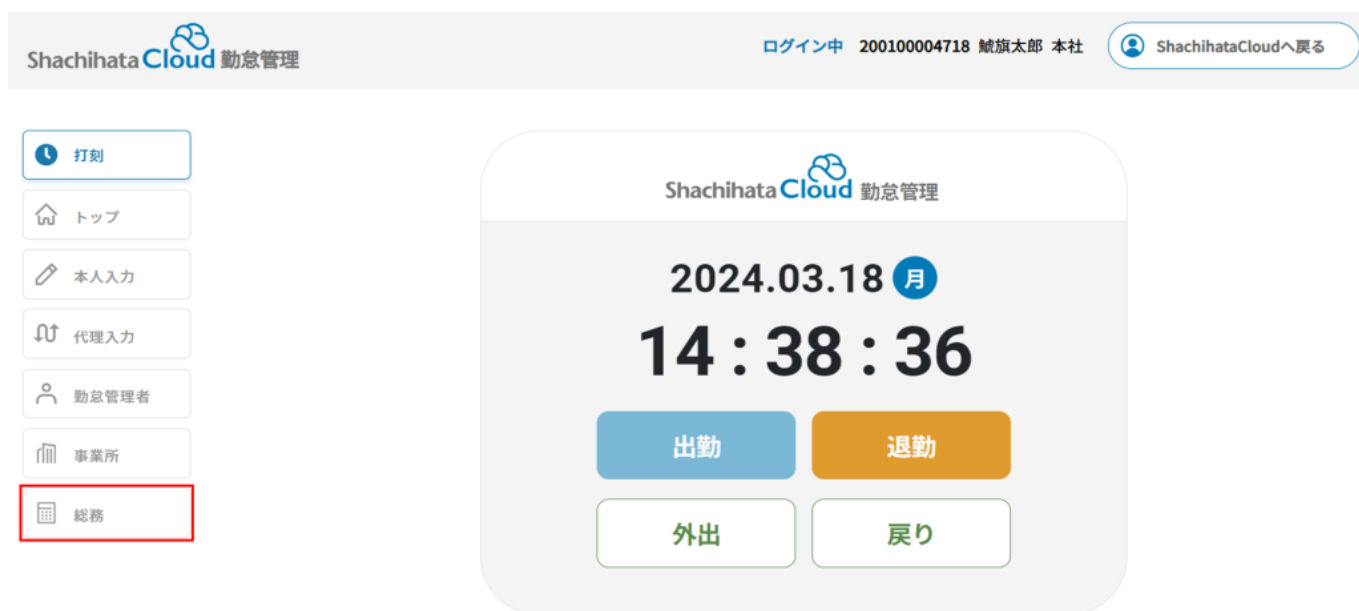 Shachihata Cloud 勤怠管理
ログイン中 200100004718 鯱旗太郎 本社
ShachihataCloudへ戻る
打刻
トップ
本人入力
代理入力
勤怠管理者
事業所
総務
Shachihata Cloud 勤怠管理
2024.03.18 月
14 : 38 : 36
出勤
退勤
外出
戻り